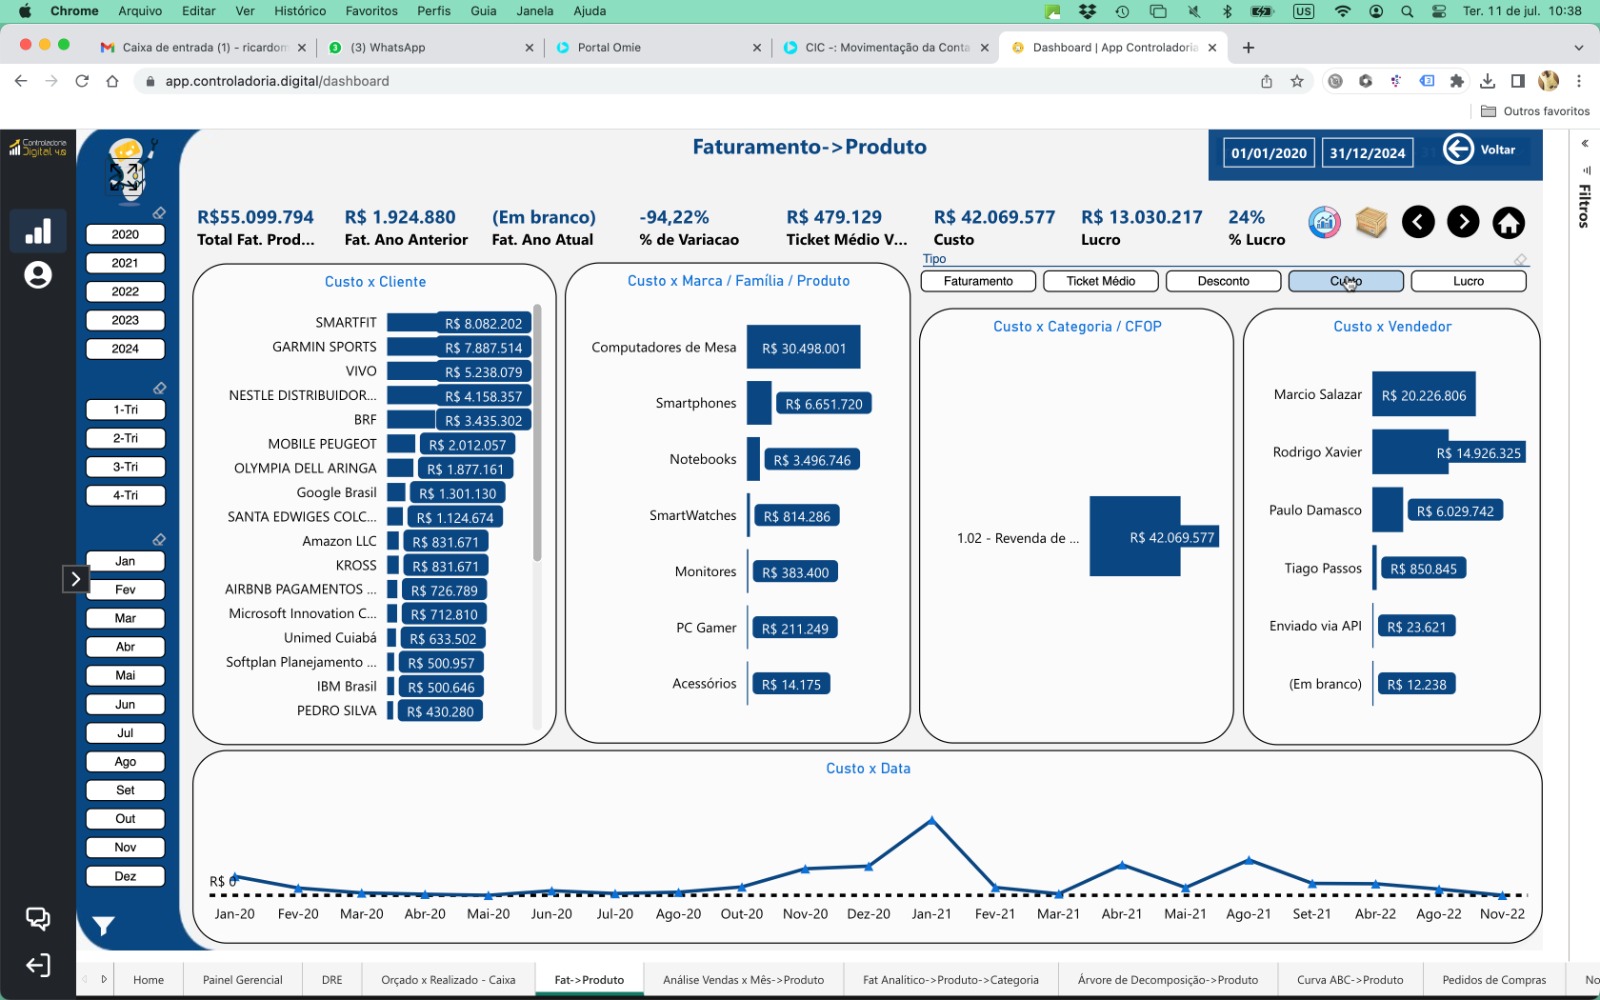 Chrome Arquivo Editar Ver Histórico Favoritos Perfis Guia Janela Ajuda US Ter. 11 de jul. 10:38
Caixa de entrada (1) - ricardom
(3) WhatsApp
Portal Omie
CIC -: Movimentação da Conta
Dashboard | App Controladoria
app.controladoria.digital/dashboard
Outros favoritos
Controladoria
Digital 4.0
Faturamento->Produto
01/01/2020 31/12/2024 Voltar
Filtros
R$55.099.794
Total Fat. Prod...
R$ 1.924.880
Fat. Ano Anterior
(Em branco)
Fat. Ano Atual
-94,22%
% de Variacao
R$ 479.129
Ticket Médio V...
R$ 42.069.577
Custo
R$ 13.030.217
Lucro
24%
% Lucro
Tipo
Faturamento Ticket Médio Desconto Custo Lucro
2020
2021
2022
2023
2024
1-Tri
2-Tri
3-Tri
4-Tri
Jan
Fev
Mar
Abr
Mai
Jun
Jul
Ago
Set
Out
Nov
Dez
Custo x Cliente
SMARTFIT R$ 8.082.202
GARMIN SPORTS R$ 7.887.514
VIVO R$ 5.238.079
NESTLE DISTRIBUIDOR... R$ 4.158.357
BRF R$ 3.435.302
MOBILE PEUGEOT R$ 2.012.057
OLYMPIA DELL ARINGA R$ 1.877.161
Google Brasil R$ 1.301.130
SANTA EDWIGES COLC... R$ 1.124.674
Amazon LLC R$ 831.671
KROSS R$ 831.671
AIRBNB PAGAMENTOS ... R$ 726.789
Microsoft Innovation C... R$ 712.810
Unimed Cuiabá R$ 633.502
Softplan Planejamento ... R$ 500.957
IBM Brasil R$ 500.646
PEDRO SILVA R$ 430.280
Custo x Marca / Família / Produto
Computadores de Mesa R$ 30.498.001
Smartphones R$ 6.651.720
Notebooks R$ 3.496.746
SmartWatches R$ 814.286
Monitores R$ 383.400
PC Gamer R$ 211.249
Acessórios R$ 14.175
Custo x Categoria / CFOP
1.02 - Revenda de ... R$ 42.069.577
Custo x Vendedor
Marcio Salazar R$ 20.226.806
Rodrigo Xavier R$ 14.926.325
Paulo Damasco R$ 6.029.742
Tiago Passos R$ 850.845
Enviado via API R$ 23.621
(Em branco) R$ 12.238
Custo x Data
R$ 0
Jan-20 Fev-20 Mar-20 Abr-20 Mai-20 Jun-20 Jul-20 Ago-20 Out-20 Nov-20 Dez-20 Jan-21 Fev-21 Mar-21 Abr-21 Mai-21 Ago-21 Set-21 Abr-22 Ago-22 Nov-22
Home Painel Gerencial DRE Orçado x Realizado - Caixa Fat->Produto Análise Vendas x Mês->Produto Fat Analítico->Produto->Categoria Árvore de Decomposição->Produto Curva ABC->Produto Pedidos de Compras No